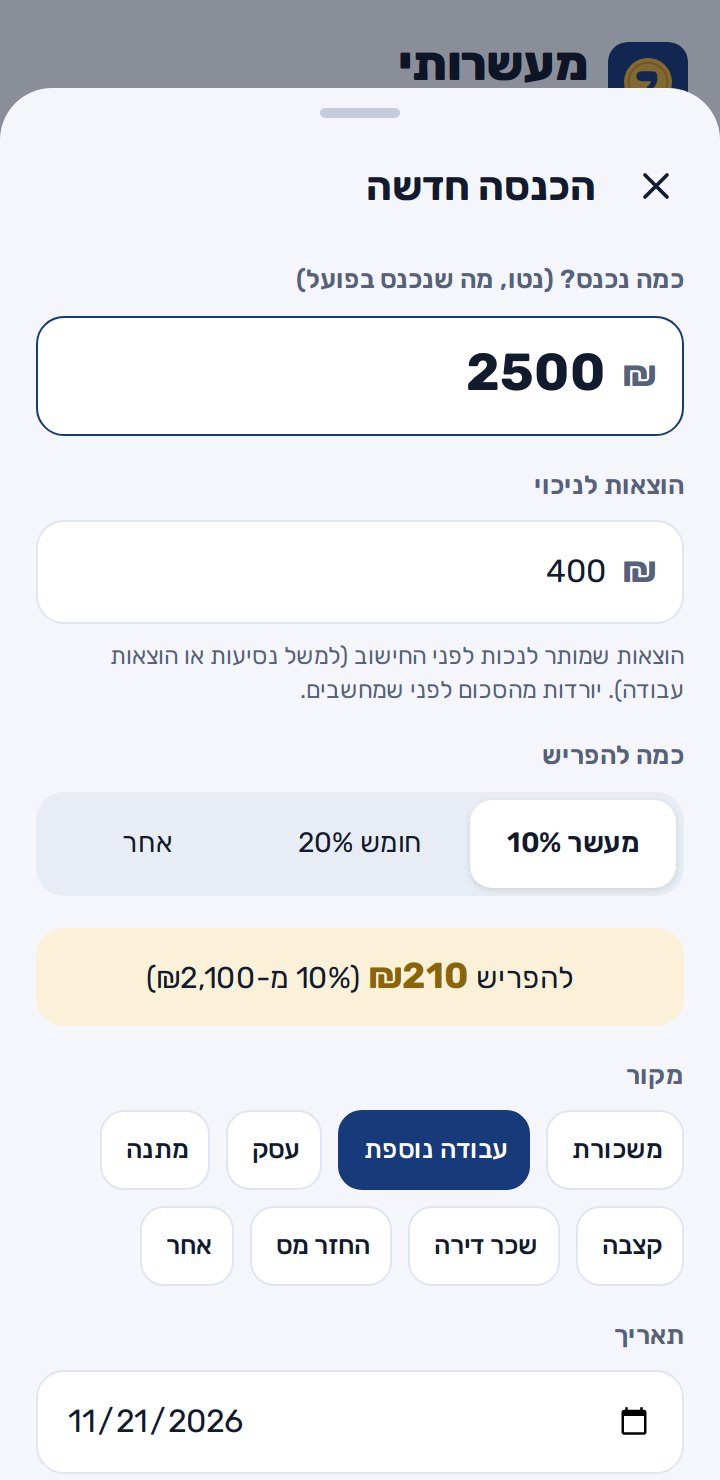 מעשרותי
הכנסה חדשה
כמה נכנס? (נטו, מה שנכנס בפועל)
₪ 2500
הוצאות לניכוי
₪ 400
הוצאות שמותר לנכות לפני החישוב (למשל נסיעות או הוצאות
עבודה). יורדות מהסכום לפני שמחשבים.
כמה להפריש
מעשר 10% חומש 20% אחר
להפריש 210₪ (10% מ-2,100₪)
מקור
משכורת עבודה נוספת עסק מתנה
קצבה שכר דירה החזר מס אחר
תאריך
11/21/2026